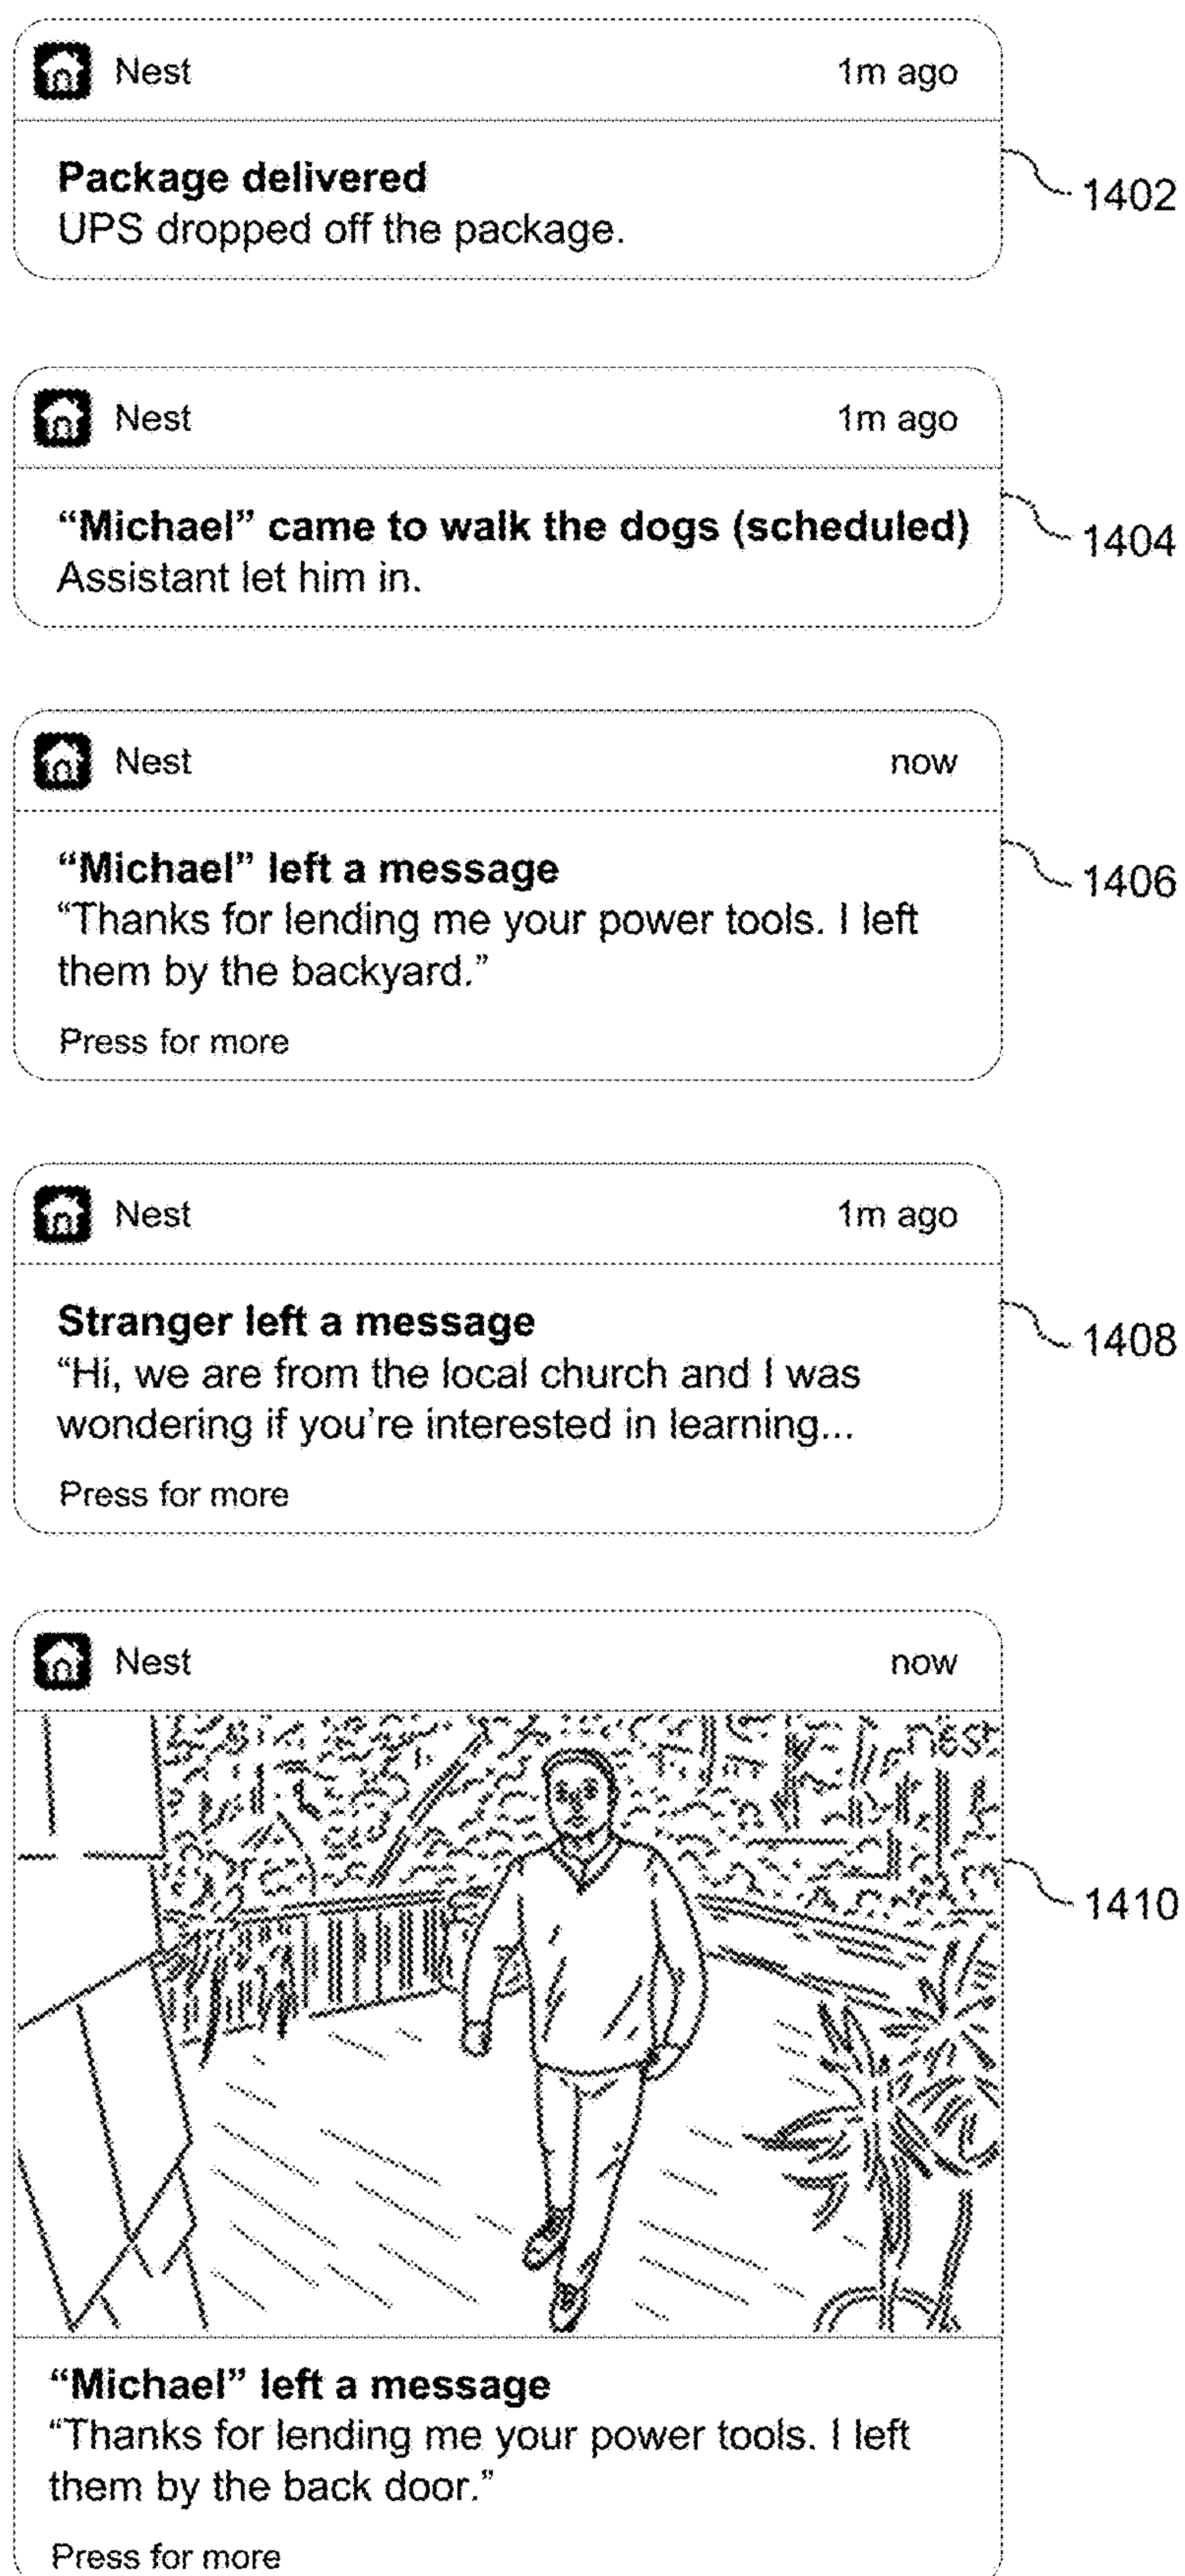 Nest 1m ago
Package delivered
UPS dropped off the package.
1402
Nest 1m ago
“Michael” came to walk the dogs (scheduled)
Assistant let him in.
1404
Nest now
“Michael” left a message
“Thanks for lending me your power tools. I left
them by the backyard.”
Press for more
1406
Nest 1m ago
Stranger left a message
“Hi, we are from the local church and I was
wondering if you’re interested in learning...
Press for more
1408
Nest now
nest
1410
“Michael” left a message
“Thanks for lending me your power tools. I left
them by the back door.”
Press for more